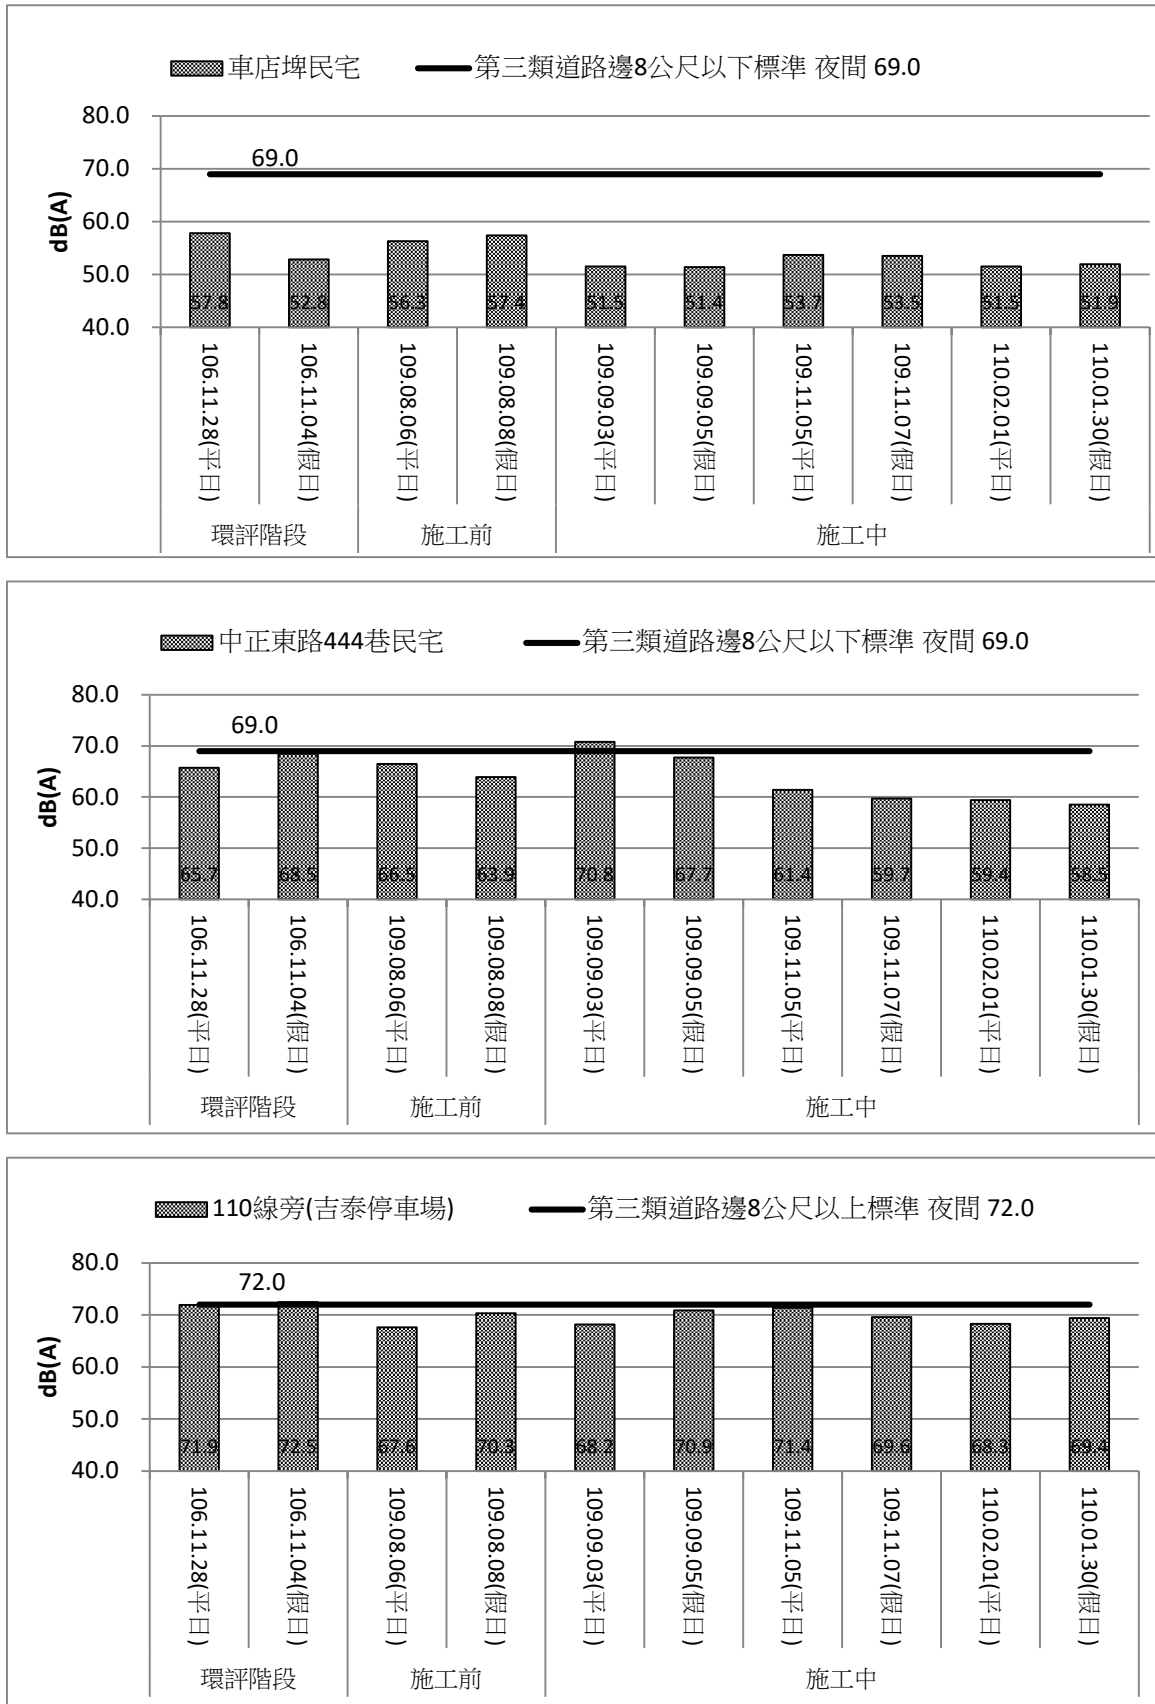 車店埤民宅 第三類道路邊8公尺以下標準 夜間 69.0
80.0
70.0
60.0
50.0
40.0
dB(A)
69.0
57.8 52.8 56.3 57.4 51.5 51.4 53.7 53.5 51.5 51.9
106.11.28(平日) 106.11.04(假日) 109.08.06(平日) 109.08.08(假日) 109.09.03(平日) 109.09.05(假日) 109.11.05(平日) 109.11.07(假日) 110.02.01(平日) 110.01.30(假日)
環評階段 施工前 施工中
中正東路444巷民宅 第三類道路邊8公尺以下標準 夜間 69.0
80.0
70.0
60.0
50.0
40.0
dB(A)
69.0
65.7 68.5 66.5 63.9 70.8 67.7 61.4 59.7 59.4 58.5
106.11.28(平日) 106.11.04(假日) 109.08.06(平日) 109.08.08(假日) 109.09.03(平日) 109.09.05(假日) 109.11.05(平日) 109.11.07(假日) 110.02.01(平日) 110.01.30(假日)
環評階段 施工前 施工中
110線旁(吉泰停車場) 第三類道路邊8公尺以上標準 夜間 72.0
80.0
70.0
60.0
50.0
40.0
dB(A)
72.0
71.9 72.5 67.6 70.3 68.2 70.9 71.4 69.6 68.3 69.4
106.11.28(平日) 106.11.04(假日) 109.08.06(平日) 109.08.08(假日) 109.09.03(平日) 109.09.05(假日) 109.11.05(平日) 109.11.07(假日) 110.02.01(平日) 110.01.30(假日)
環評階段 施工前 施工中